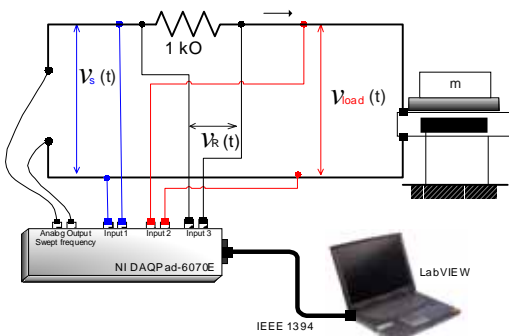 1 kO
vs (t)
vload (t)
m
vR (t)
Analog Output
Swept frequency
Input 1
Input 2
Input 3
NI DAQPad-6070E
LabVIEW
IEEE 1394